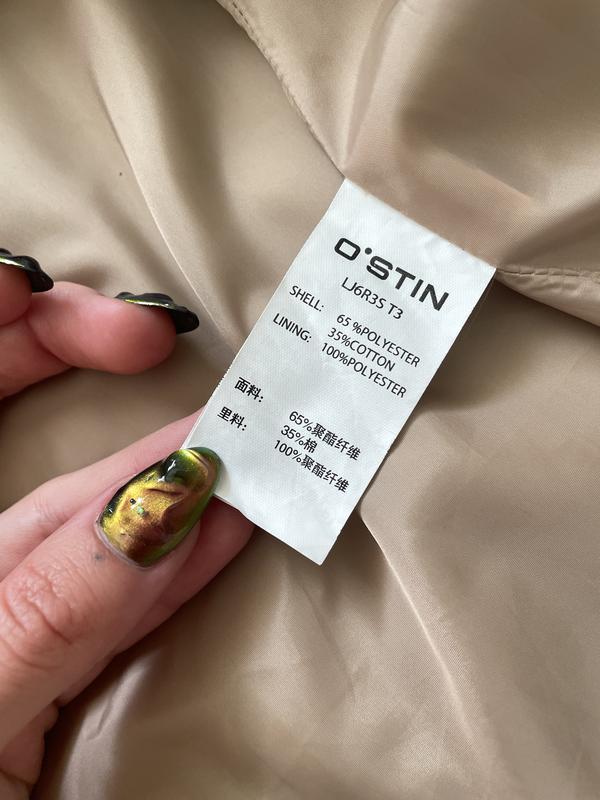 O'STIN
LJ6R3S T3
SHELL: 65 %POLYESTER
35%COTTON
LINING: 100%POLYESTER
面料: 65%聚酯纤维
35%棉
里料: 100%聚酯纤维